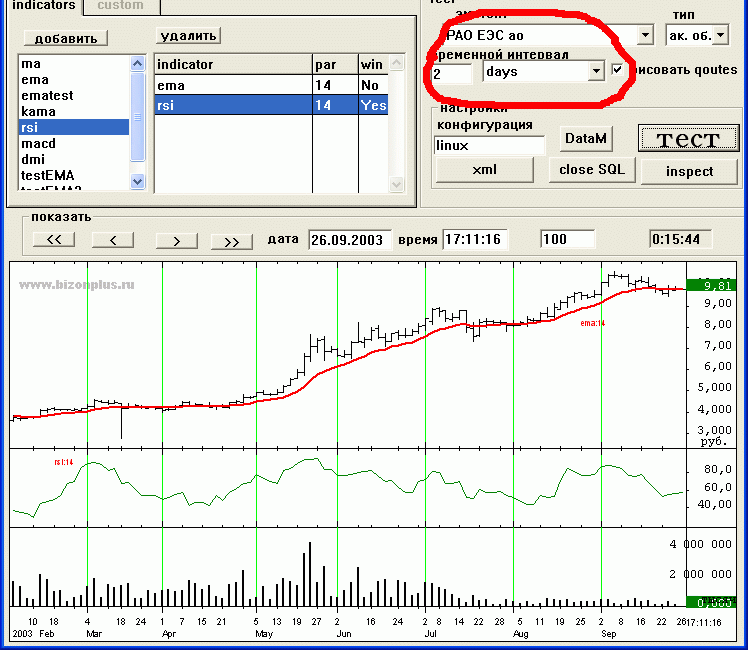 indicators custom
тест
элемент тип
РАО ЕЭС ао ак. об.
добавить удалить
временной интервал
2 days рисовать qoutes
ma
ema
ematest
kama
rsi
macd
dmi
testEMA
testEMA2
indicator par win
ema 14 No
rsi 14 Yes
настройки
конфигурация
linux DataM тест
xml close SQL inspect
показать
<< < > >> дата 26.09.2003 время 17:11:16 100 0:15:44
www.bizonplus.ru
9,81
9,00
8,00
7,00
6,00
5,000
4,000
3,000
руб.
ema:14
rsi:14
80,0
60,0
40,00
4 000 000
2 000 000
0,000
10 18 4 18 24 1 7 15 21 5 13 19 27 2 16 24 2 8 14 22 28 5 11 19 25 2 8 16 22 26 17:11:16
2003 Feb Mar Apr May Jun Jul Aug Sep